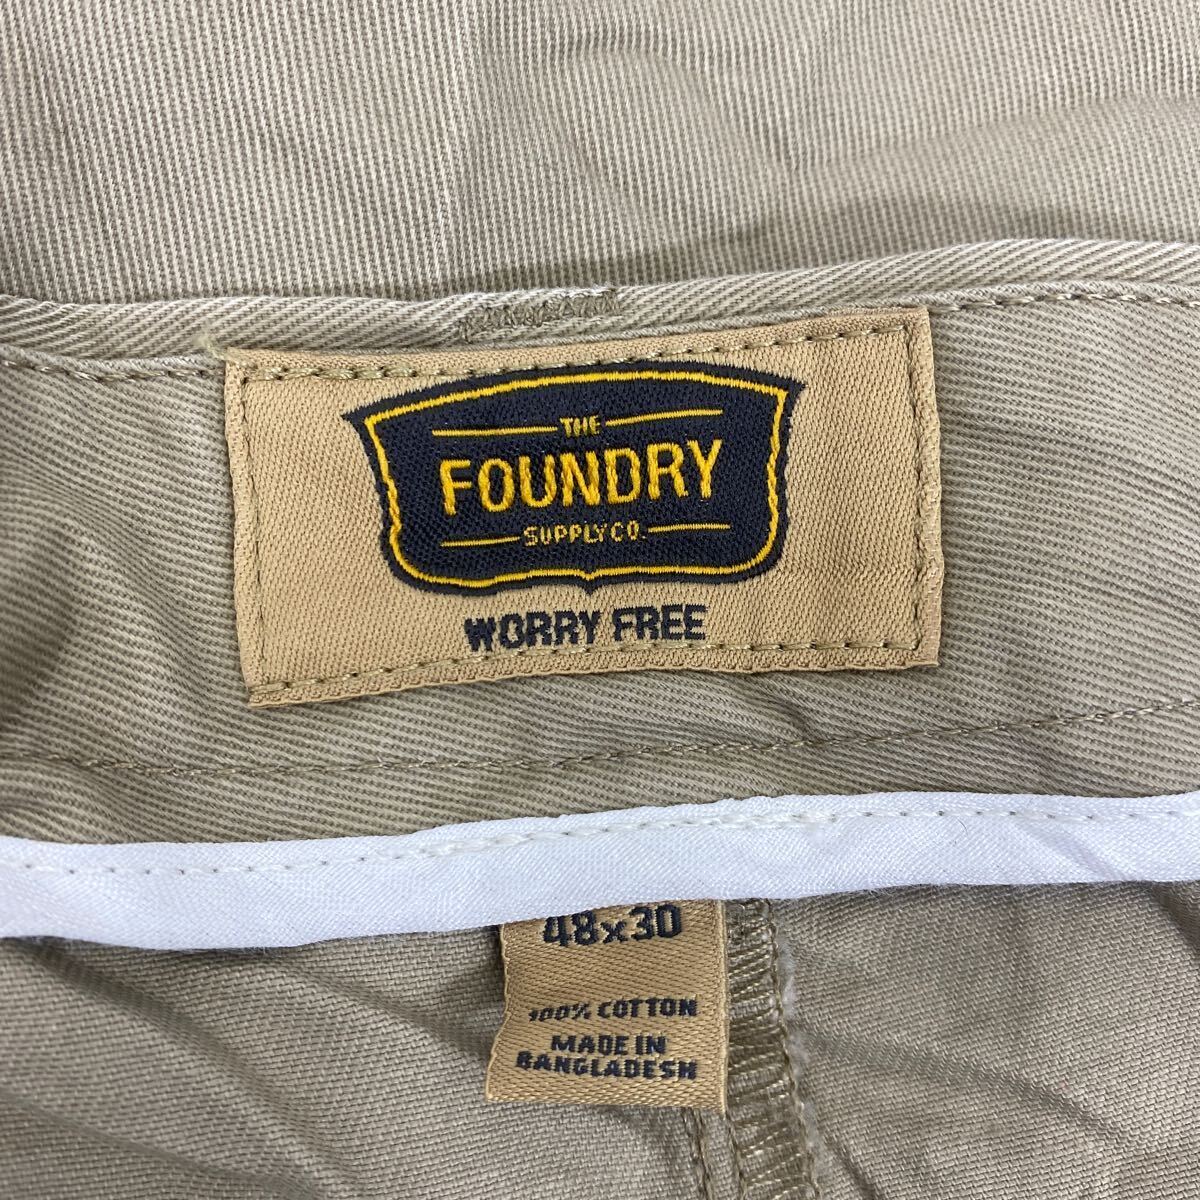 THE
FOUNDRY
SUPPLY CO.
WORRY FREE
48x30
100% COTTON
MADE IN
BANGLADESH